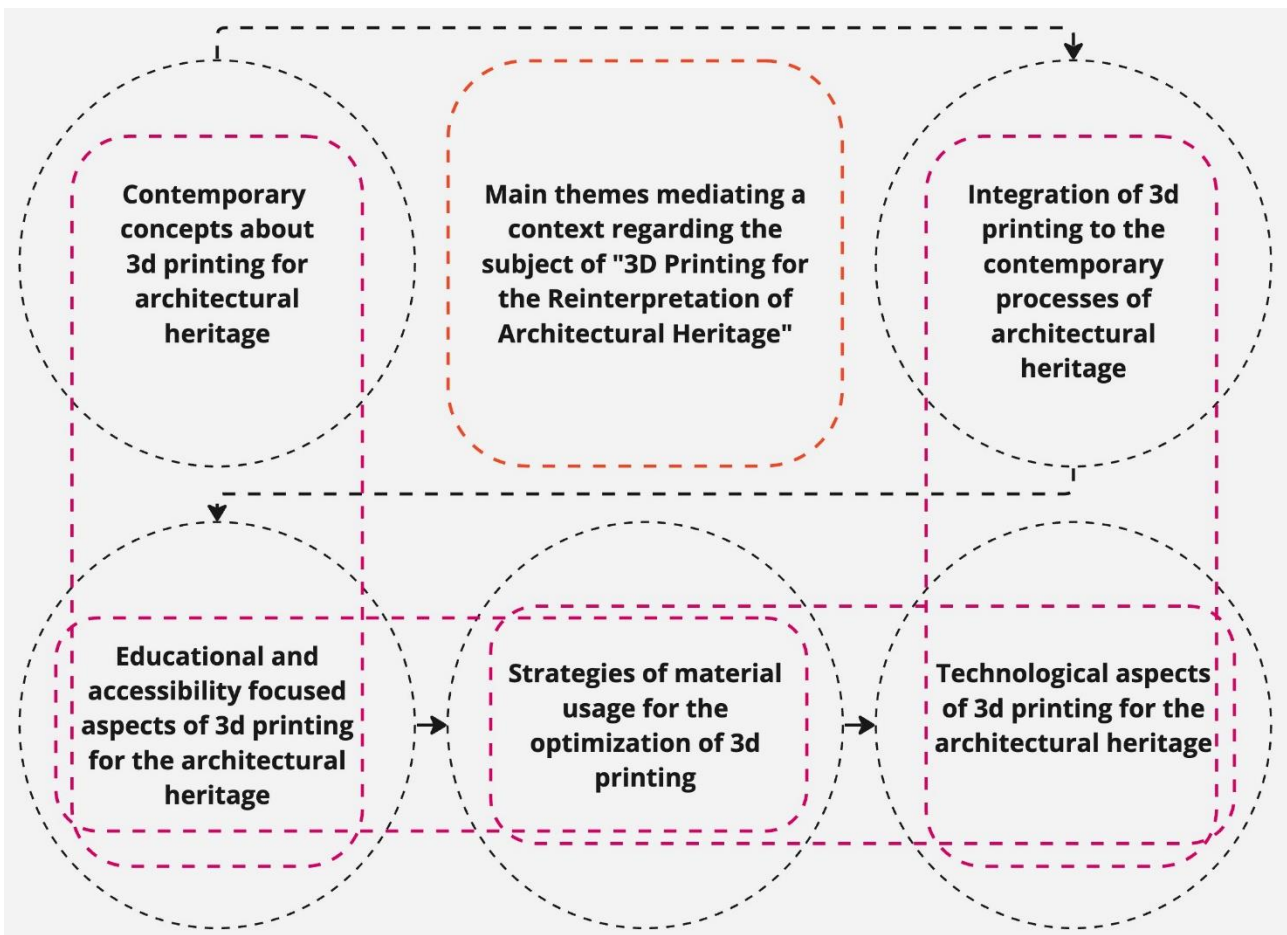 Contemporary
concepts about
3d printing for
architectural
heritage
Main themes mediating a
context regarding the
subject of "3D Printing for
the Reinterpretation of
Architectural Heritage"
Integration of 3d
printing to the
contemporary
processes of
architectural
heritage
Educational and
accessibility focused
aspects of 3d printing
for the architectural
heritage
Strategies of material
usage for the
optimization of 3d
printing
Technological aspects
of 3d printing for the
architectural heritage